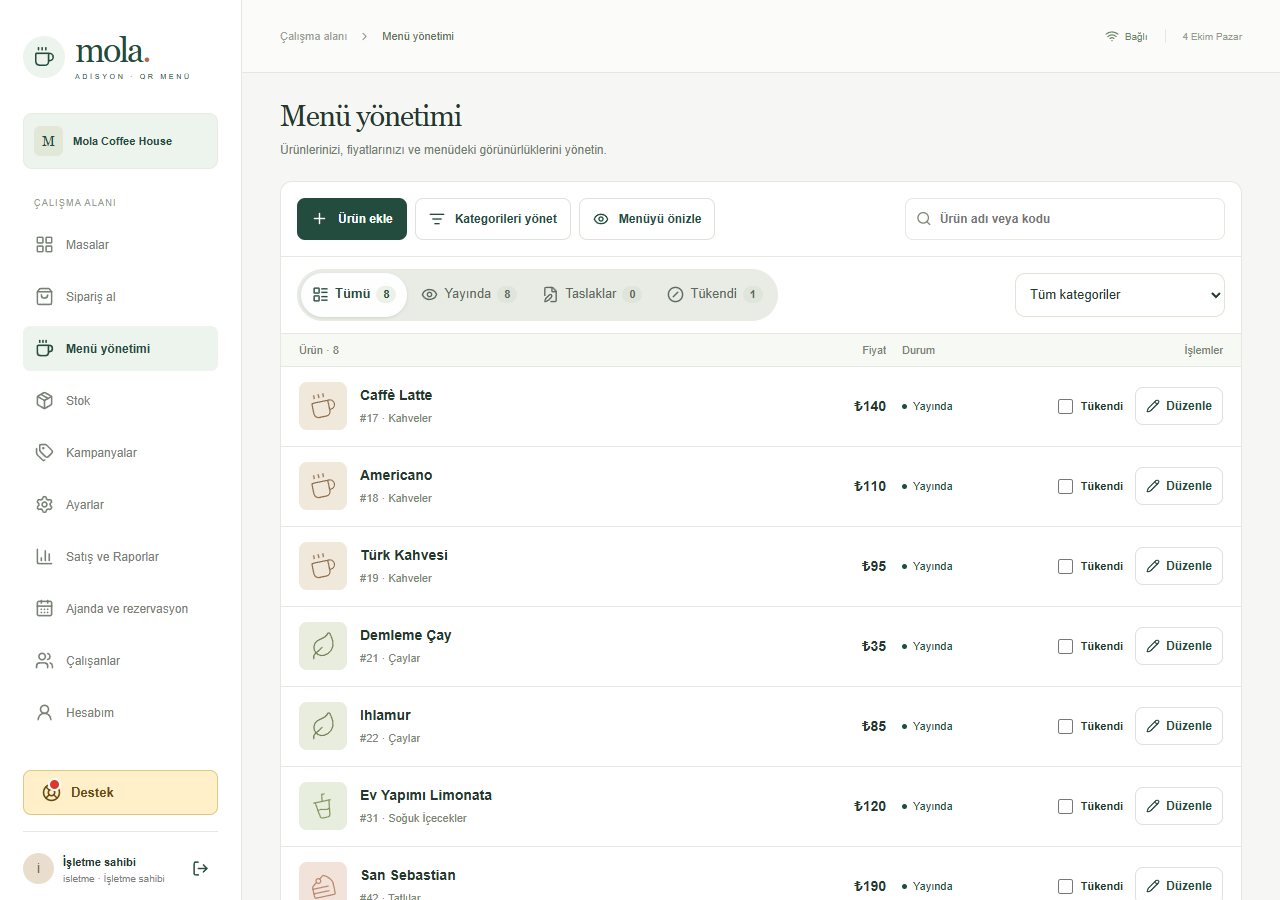 mola.
ADİSYON · QR MENÜ
M
Mola Coffee House
ÇALIŞMA ALANI
Masalar
Sipariş al
Menü yönetimi
Stok
Kampanyalar
Ayarlar
Satış ve Raporlar
Ajanda ve rezervasyon
Çalışanlar
Hesabım
Destek
i
İşletme sahibi
isletme · İşletme sahibi
Çalışma alanı > Menü yönetimi
Bağlı
4 Ekim Pazar
Menü yönetimi
Ürünlerinizi, fiyatlarınızı ve menüdeki görünürlüklerini yönetin.
Ürün ekle
Kategorileri yönet
Menüyü önizle
Ürün adı veya kodu
Tümü 8
Yayında 8
Taslaklar 0
Tükendi 1
Tüm kategoriler
Ürün · 8 Fiyat Durum İşlemler
Caffè Latte
#17 · Kahveler
₺140 Yayında Tükendi Düzenle
Americano
#18 · Kahveler
₺110 Yayında Tükendi Düzenle
Türk Kahvesi
#19 · Kahveler
₺95 Yayında Tükendi Düzenle
Demleme Çay
#21 · Çaylar
₺35 Yayında Tükendi Düzenle
Ihlamur
#22 · Çaylar
₺85 Yayında Tükendi Düzenle
Ev Yapımı Limonata
#31 · Soğuk İçecekler
₺120 Yayında Tükendi Düzenle
San Sebastian
#42 · Tatlılar
₺190 Yayında Tükendi Düzenle